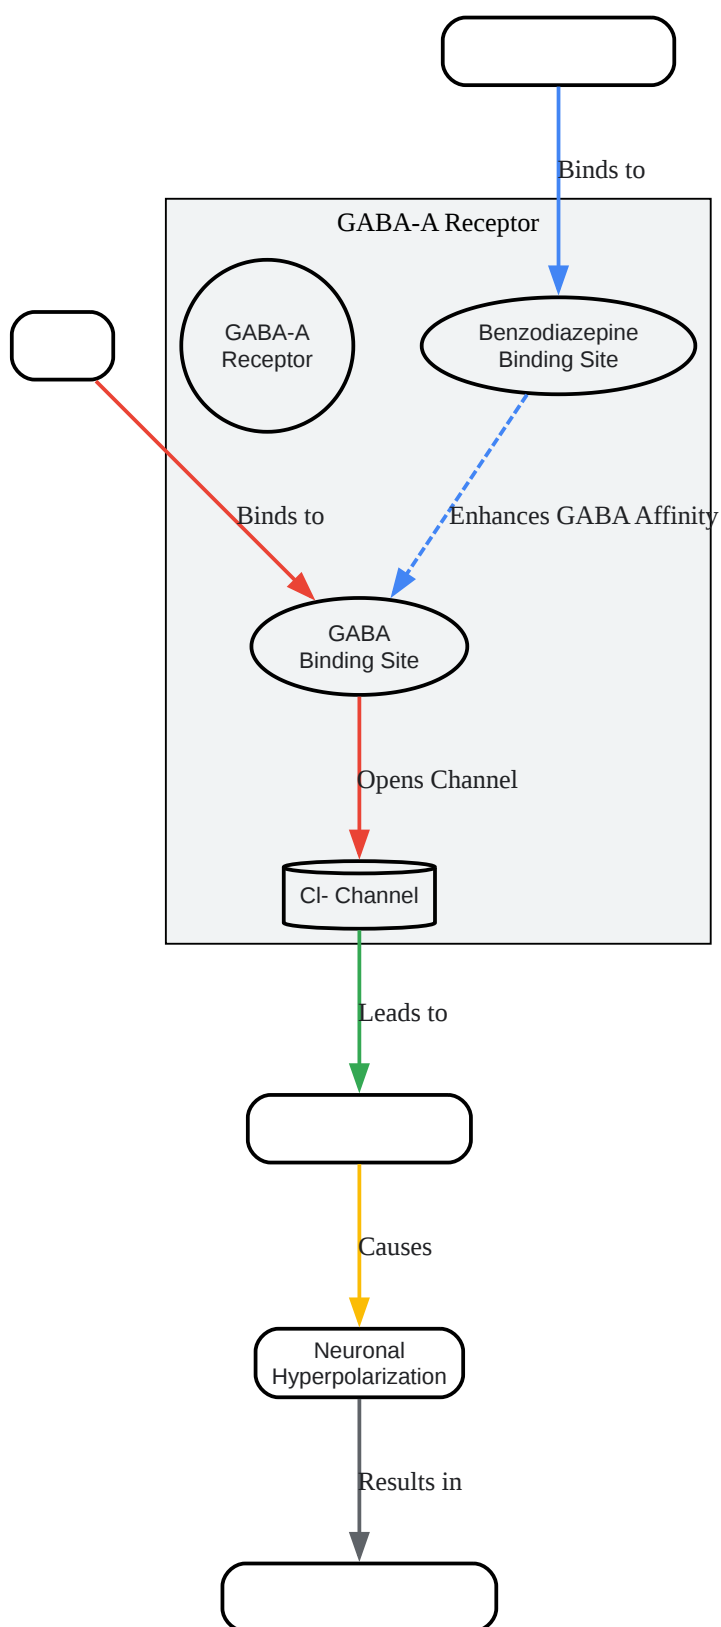 Binds to
GABA-A Receptor
GABA-A
Receptor
Benzodiazepine
Binding Site
Binds to
Enhances GABA Affinity
GABA
Binding Site
Opens Channel
Cl- Channel
Leads to
Causes
Neuronal
Hyperpolarization
Results in